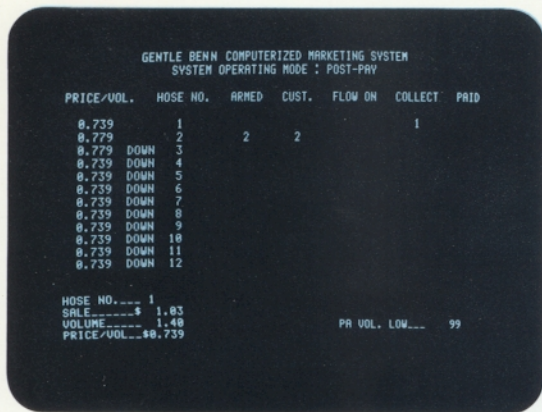 GENTLE BENN COMPUTERIZED MARKETING SYSTEM
SYSTEM OPERATING MODE : POST-PAY
PRICE/VOL. HOSE NO. ARMED CUST. FLOW ON COLLECT PAID
0.739 1 1
0.779 2 2 2
0.779 DOWN 3
0.739 DOWN 4
0.739 DOWN 5
0.739 DOWN 6
0.739 DOWN 7
0.739 DOWN 8
0.739 DOWN 9
0.739 DOWN 10
0.739 DOWN 11
0.739 DOWN 12
HOSE NO.___ 1
SALE______$ 1.03
VOLUME_____ 1.40 PA VOL. LOW___ 99
PRICE/VOL__$0.739